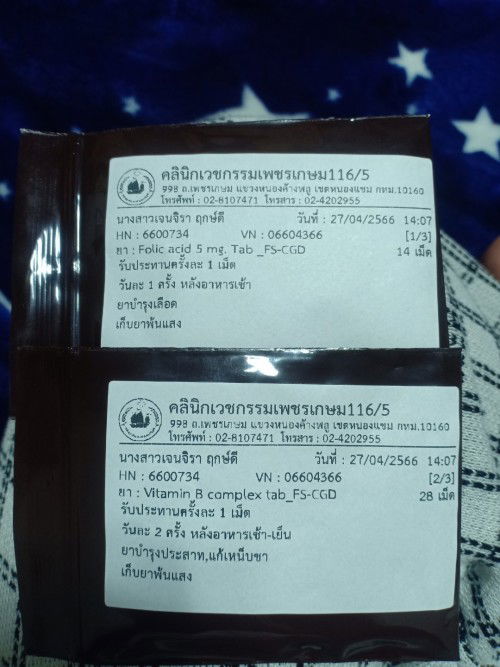 คลินิกเวชกรรมเพชรเกษม116/5
998 ถ.เพชรเกษม แขวงหนองค้างพลู เขตหนองแขม กทม.10160
โทรศัพท์ : 02-8107471 โทรสาร : 02-4202955
นางสาวเจนจิรา ฤกษ์ดี วันที่ : 27/04/2566 14:07
HN : 6600734 VN : 06604366 [1/3]
ยา : Folic acid 5 mg. Tab _FS-CGD 14 เม็ด
รับประทานครั้งละ 1 เม็ด
วันละ 1 ครั้ง หลังอาหารเช้า
ยาบำรุงเลือด
เก็บยาพ้นแสง
คลินิกเวชกรรมเพชรเกษม116/5
998 ถ.เพชรเกษม แขวงหนองค้างพลู เขตหนองแขม กทม.10160
โทรศัพท์ : 02-8107471 โทรสาร : 02-4202955
นางสาวเจนจิรา ฤกษ์ดี วันที่ : 27/04/2566 14:07
HN : 6600734 VN : 06604366 [2/3]
ยา : Vitamin B complex tab_FS-CGD 28 เม็ด
รับประทานครั้งละ 1 เม็ด
วันละ 2 ครั้ง หลังอาหารเช้า-เย็น
ยาบำรุงประสาท,แก้เหน็บชา
เก็บยาพ้นแสง